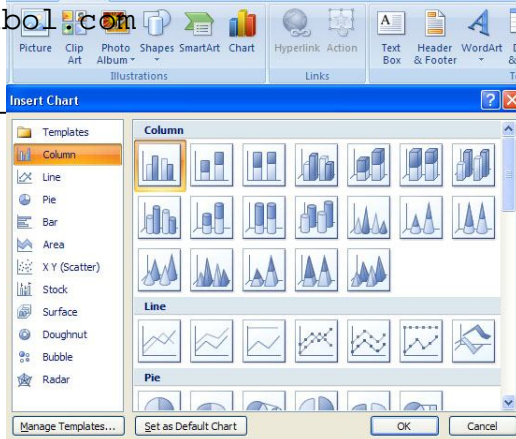 bol.com
Picture Clip Art Photo Album Shapes SmartArt Chart Hyperlink Action Text Box Header & Footer WordArt
Illustrations Links
Insert Chart
Templates
Column
Line
Pie
Bar
Area
X Y (Scatter)
Stock
Surface
Doughnut
Bubble
Radar
Column
Line
Pie
Manage Templates... Set as Default Chart OK Cancel